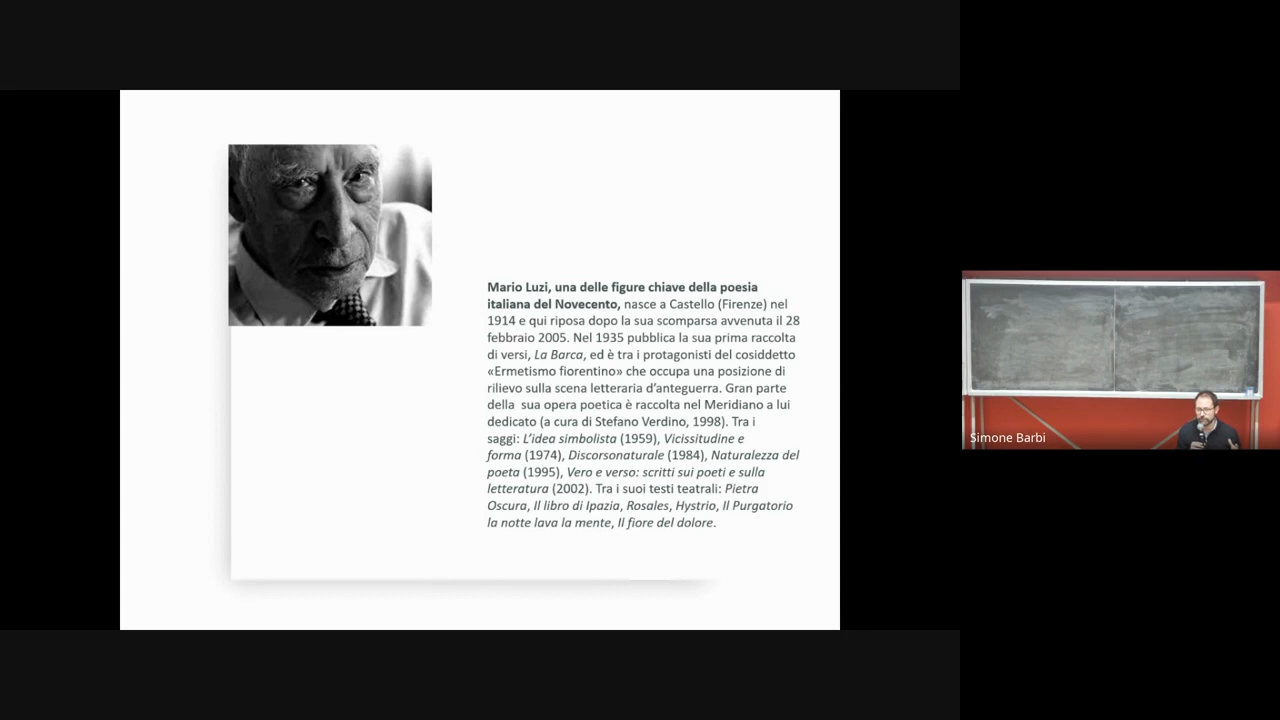 Mario Luzi, una delle figure chiave della poesia
italiana del Novecento, nasce a Castello (Firenze) nel
1914 e qui riposa dopo la sua scomparsa avvenuta il 28
febbraio 2005. Nel 1935 pubblica la sua prima raccolta
di versi, La Barca, ed è tra i protagonisti del cosiddetto
«Ermetismo fiorentino» che occupa una posizione di
rilievo sulla scena letteraria d’anteguerra. Gran parte
della  sua opera poetica è raccolta nel Meridiano a lui
dedicato (a cura di Stefano Verdino, 1998). Tra i
saggi: L’idea simbolista (1959), Vicissitudine e
forma (1974), Discorsonaturale (1984), Naturalezza del
poeta (1995), Vero e verso: scritti sui poeti e sulla
letteratura (2002). Tra i suoi testi teatrali: Pietra
Oscura, Il libro di Ipazia, Rosales, Hystrio, Il Purgatorio
la notte lava la mente, Il fiore del dolore.
Simone Barbi